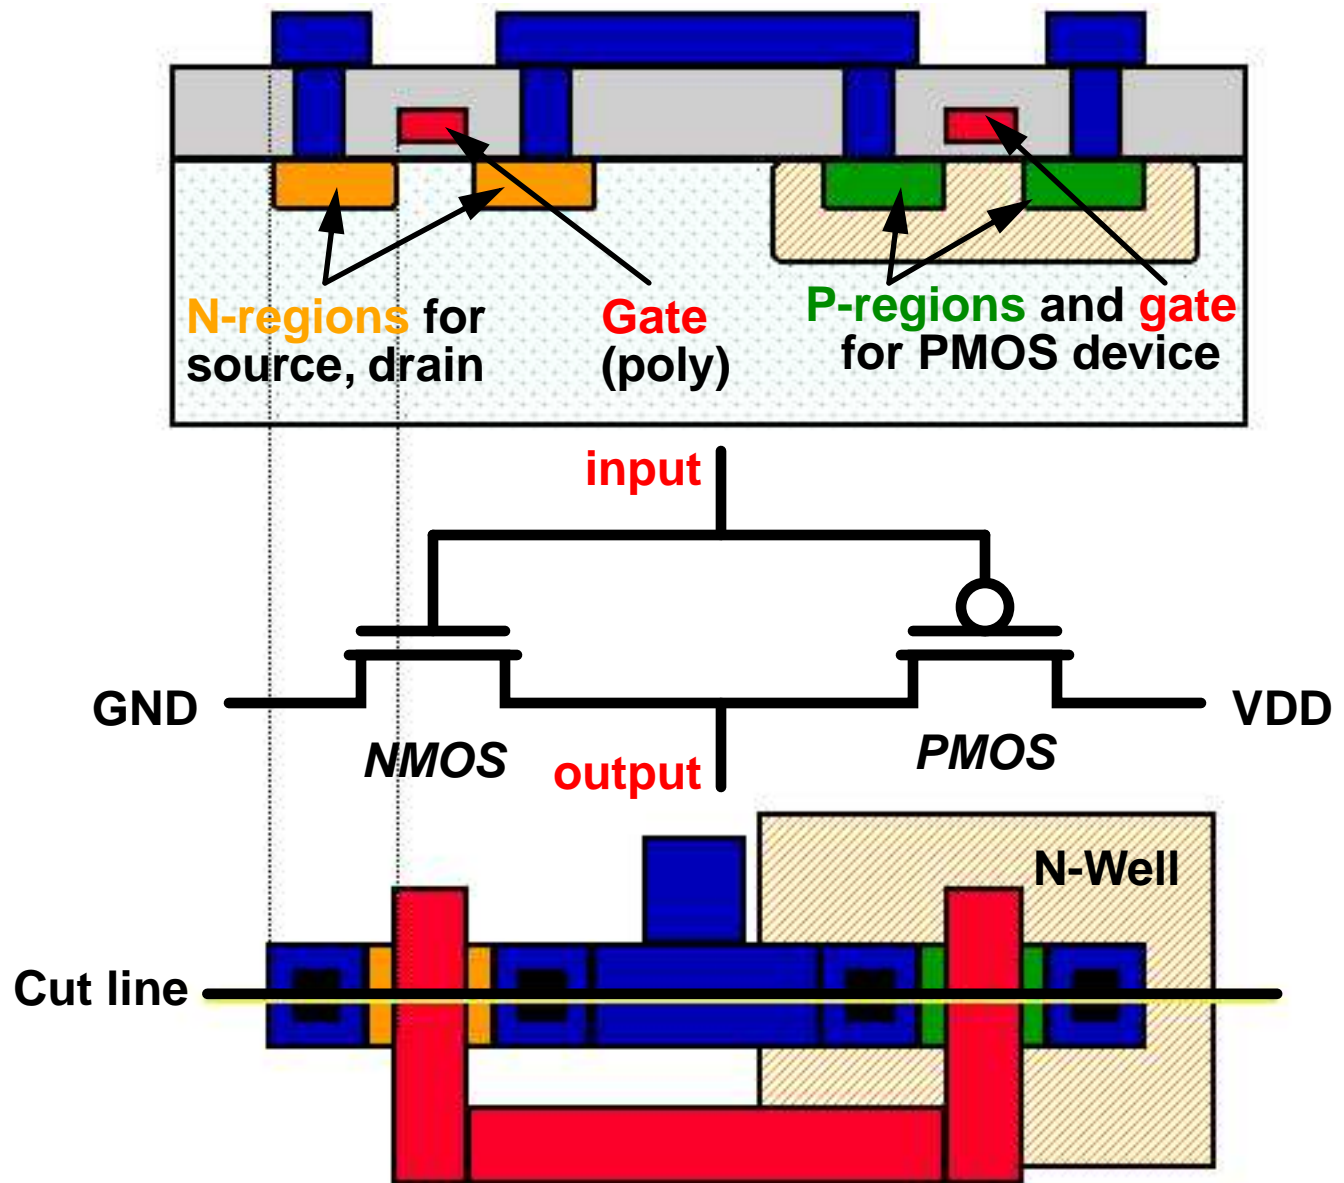 N-regions for
source, drain
Gate
(poly)
P-regions and gate
for PMOS device
input
GND
VDD
NMOS
PMOS
output
N-Well
Cut line